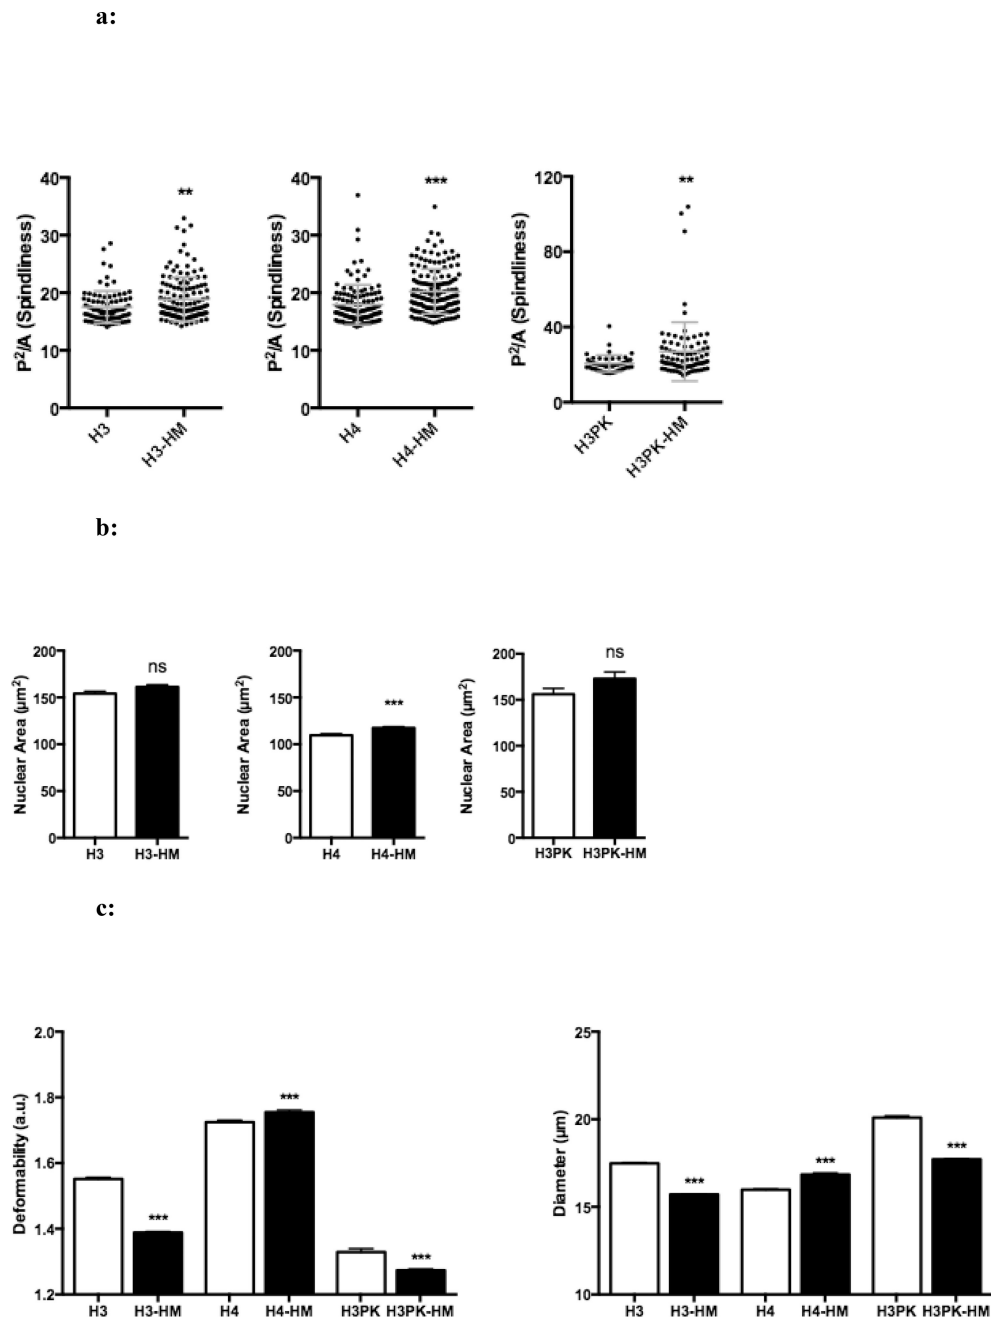 a:
40
30
20
10
0
P²/A (Spindliness)
**
H3
H3-HM
40
30
20
10
0
P²/A (Spindliness)
***
H4
H4-HM
120
80
40
0
P²/A (Spindliness)
**
H3PK
H3PK-HM
b:
200
150
100
50
0
Nuclear Area (µm²)
ns
H3
H3-HM
200
150
100
50
0
Nuclear Area (µm²)
***
H4
H4-HM
200
150
100
50
0
Nuclear Area (µm²)
ns
H3PK
H3PK-HM
c:
2.0
1.8
1.6
1.4
1.2
Deformability (a.u.)
***
***
***
H3
H3-HM
H4
H4-HM
H3PK
H3PK-HM
25
20
15
10
Diameter (µm)
***
***
***
H3
H3-HM
H4
H4-HM
H3PK
H3PK-HM